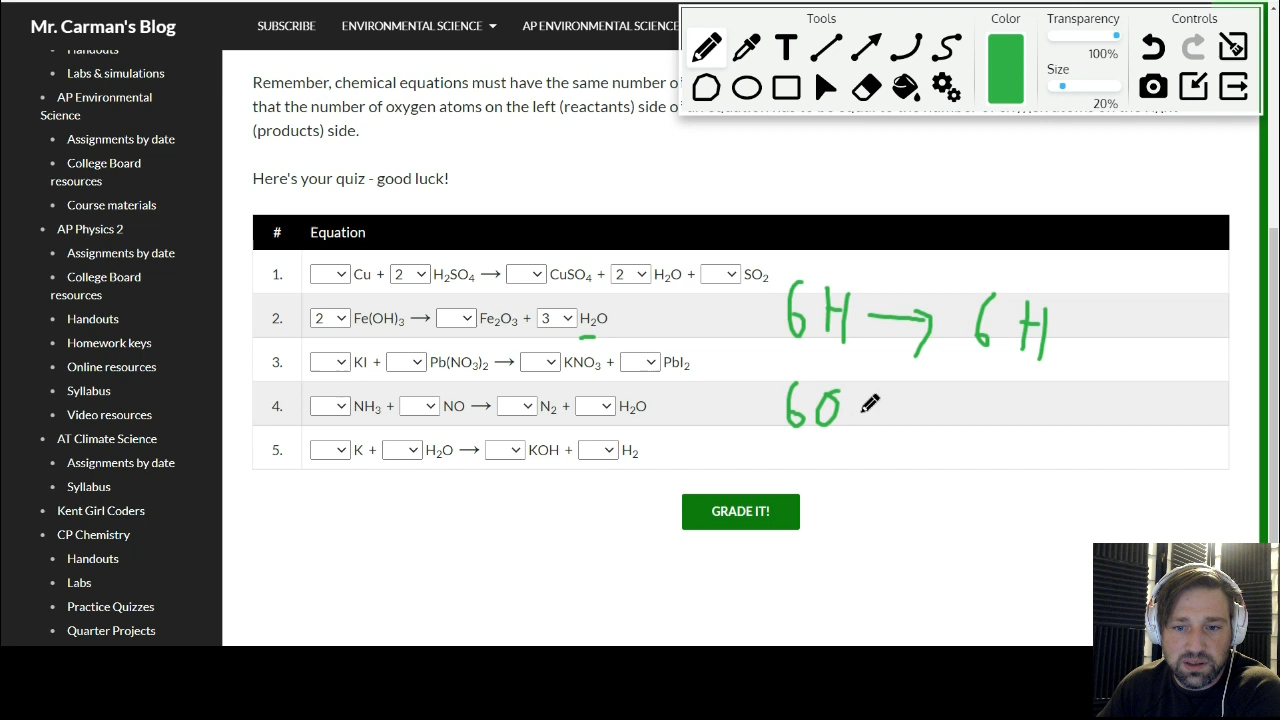 Mr. Carman's Blog
SUBSCRIBE
ENVIRONMENTAL SCIENCE
AP ENVIRONMENTAL SCIENCE
Tools
Color
Transparency
100%
Size
20%
Controls
Handouts
Labs & simulations
AP Environmental
Science
Assignments by date
College Board
resources
Course materials
AP Physics 2
Assignments by date
College Board
resources
Handouts
Homework keys
Online resources
Syllabus
Video resources
AT Climate Science
Assignments by date
Syllabus
Kent Girl Coders
CP Chemistry
Handouts
Labs
Practice Quizzes
Quarter Projects
Remember, chemical equations must have the same number o
that the number of oxygen atoms on the left (reactants) side o
(products) side.
Here's your quiz - good luck!
# Equation
1. Cu + 2 H₂SO₄ ⟶ CuSO₄ + 2 H₂O + SO₂
2. 2 Fe(OH)₃ ⟶ Fe₂O₃ + 3 H₂O
6H → 6 H
3. KI + Pb(NO₃)₂ ⟶ KNO₃ + PbI₂
4. NH₃ + NO ⟶ N₂ + H₂O
6O
5. K + H₂O ⟶ KOH + H₂
GRADE IT!